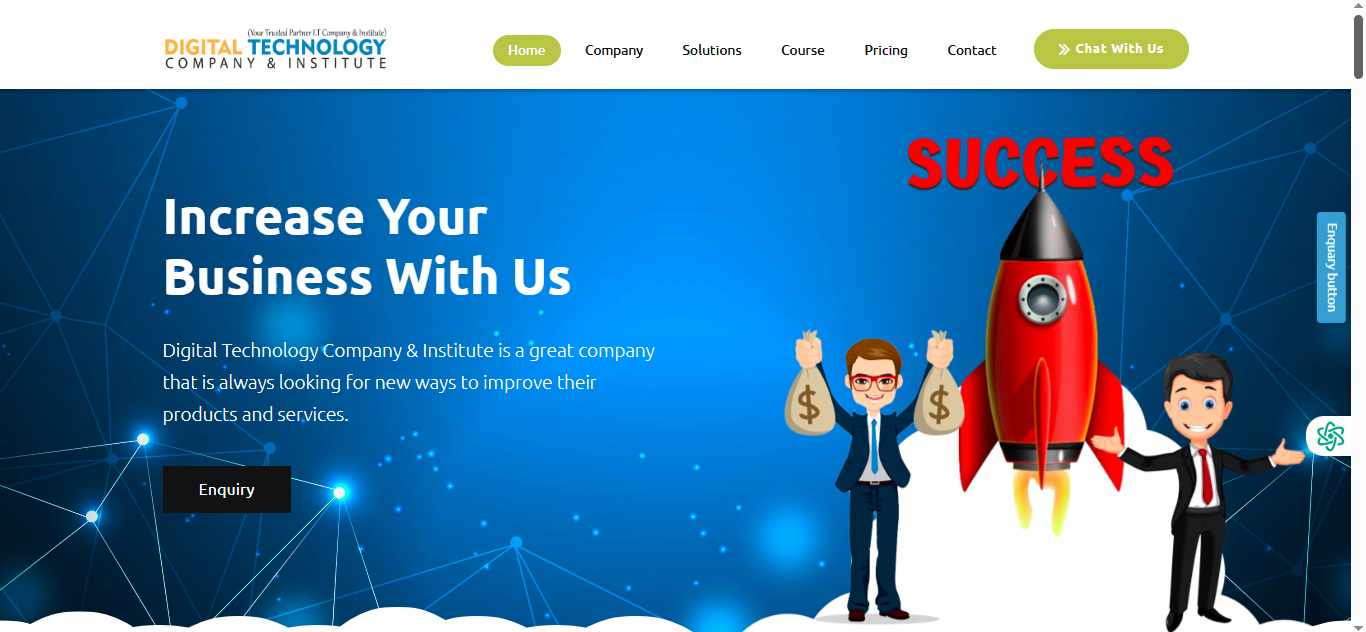 (Your Trusted Partner I.T Company & Institute)
DIGITAL TECHNOLOGY
COMPANY & INSTITUTE
Home
Company
Solutions
Course
Pricing
Contact
Chat With Us
SUCCESS
Increase Your
Business With Us
Digital Technology Company & Institute is a great company
that is always looking for new ways to improve their
products and services.
Enquiry
$ $
Enquary button